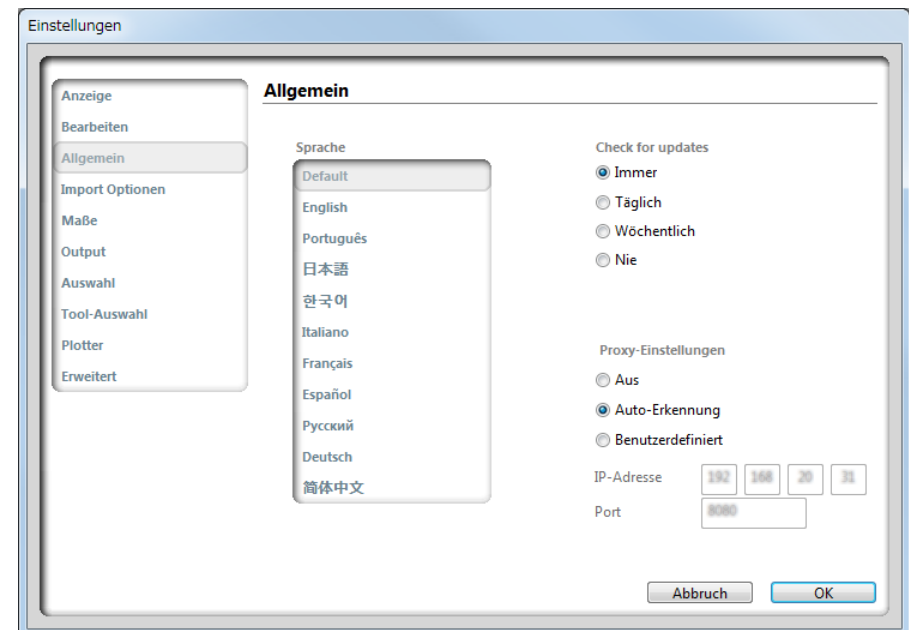 Einstellungen
Anzeige
Bearbeiten
Allgemein
Import Optionen
Maße
Output
Auswahl
Tool-Auswahl
Plotter
Erweitert
Allgemein
Sprache
Default
English
Português
日本語
한국어
Italiano
Français
Español
Русский
Deutsch
简体中文
Check for updates
Immer
Täglich
Wöchentlich
Nie
Proxy-Einstellungen
Aus
Auto-Erkennung
Benutzerdefiniert
IP-Adresse 192 168 20 31
Port 8080
Abbruch OK